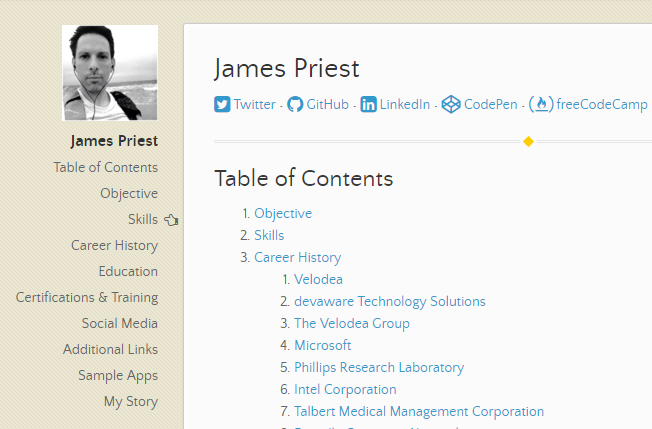 James Priest
Table of Contents
Objective
Skills
Career History
Education
Certifications & Training
Social Media
Additional Links
Sample Apps
My Story
James Priest
Twitter - GitHub - LinkedIn - CodePen - freeCodeCamp
Table of Contents
1. Objective
2. Skills
3. Career History
1. Velodea
2. devaware Technology Solutions
3. The Velodea Group
4. Microsoft
5. Phillips Research Laboratory
6. Intel Corporation
7. Talbert Medical Management Corporation